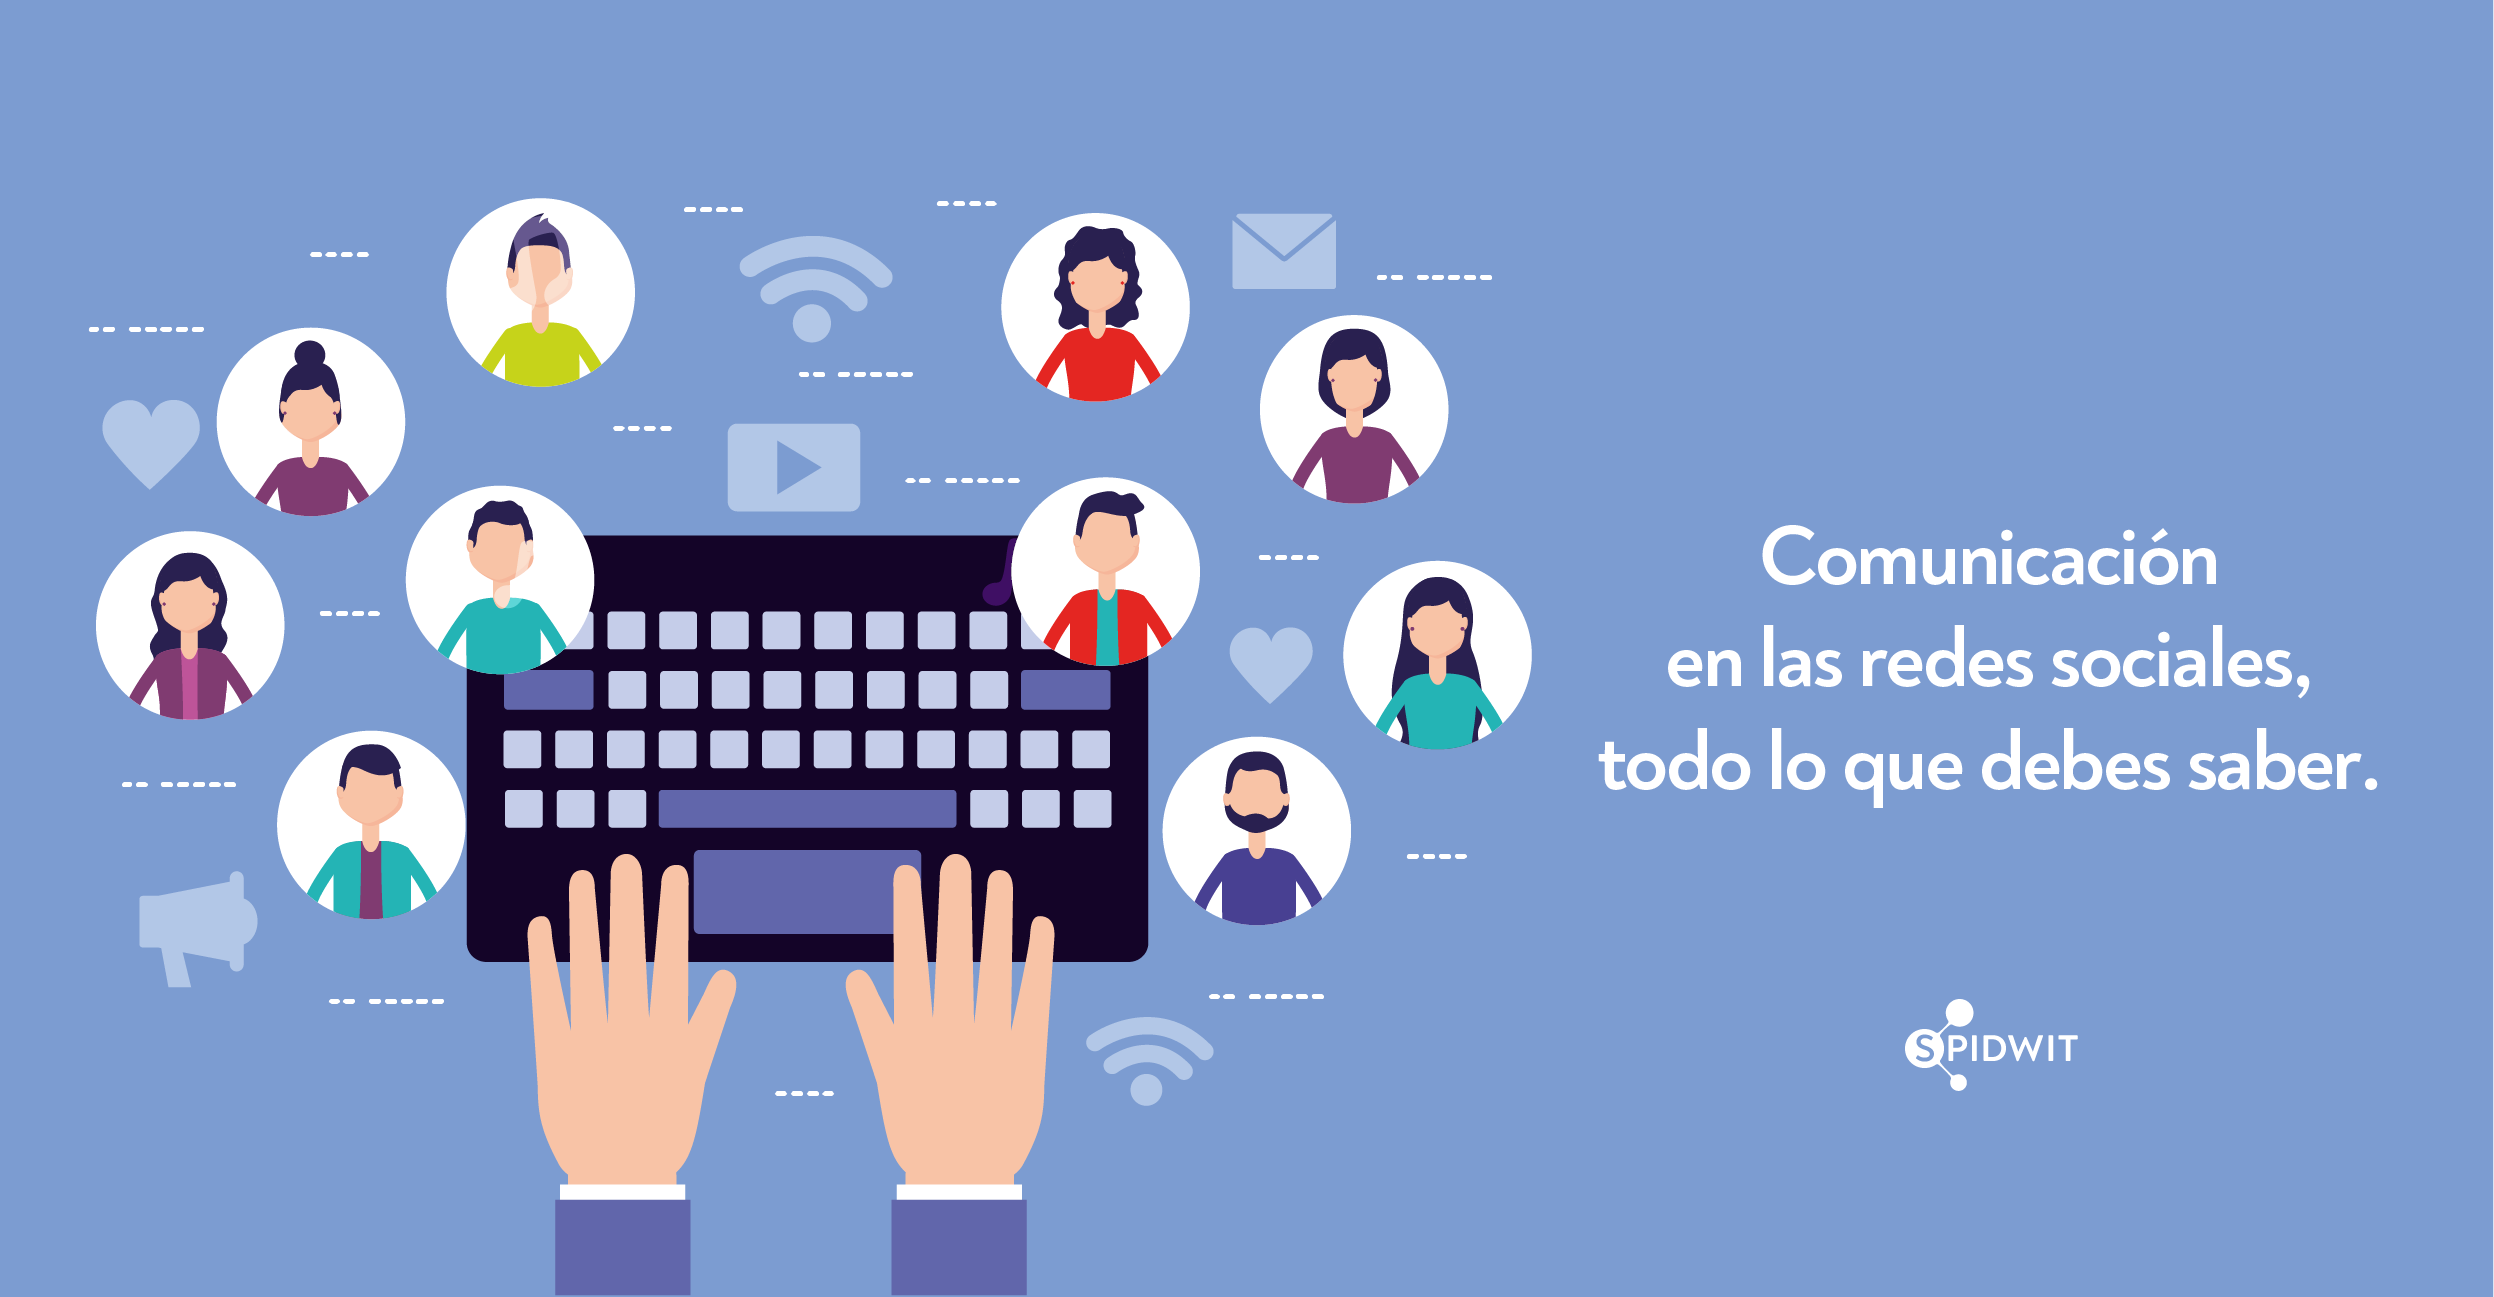 Comunicación
en las redes sociales,
todo lo que debes saber.
SPIDWIT